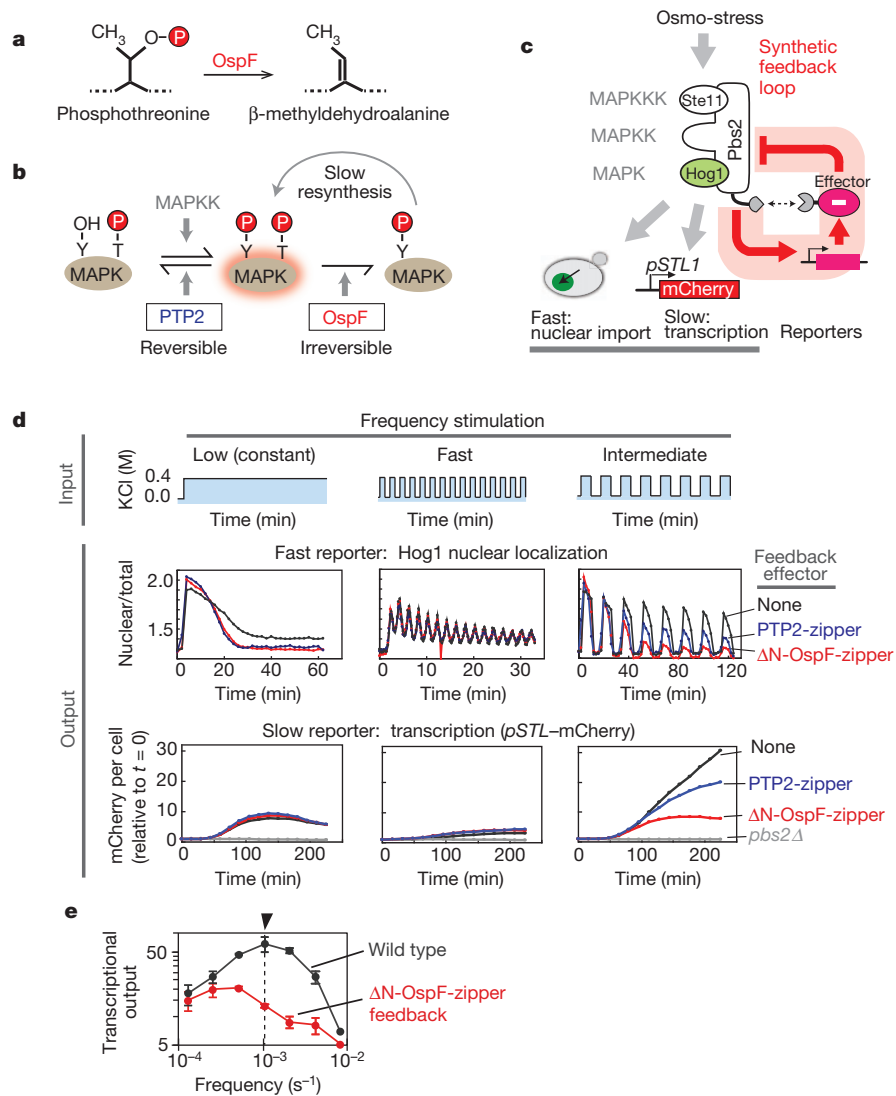 a
CH3
O
P
OspF
CH3
Phosphothreonine
β-methyldehydroalanine
b
Slow
resynthesis
MAPKK
OH
P
P
P
P
Y
T
Y
T
Y
MAPK
MAPK
MAPK
PTP2
OspF
Reversible
Irreversible
c
Osmo-stress
Synthetic
feedback
loop
MAPKKK
Ste11
MAPKK
Pbs2
MAPK
Hog1
Effector
pSTL1
mCherry
Fast:
nuclear import
Slow:
transcription
Reporters
d
Frequency stimulation
Input
Low (constant)
Fast
Intermediate
KCl (M)
0.4
0.0
Time (min)
Time (min)
Time (min)
Output
Fast reporter: Hog1 nuclear localization
Feedback
effector
Nuclear/total
2.0
1.5
None
PTP2-zipper
ΔN-OspF-zipper
0 20 40 60
0 10 20 30
0 40 80 120
Time (min)
Time (min)
Time (min)
Slow reporter: transcription (pSTL–mCherry)
mCherry per cell
(relative to t = 0)
30
20
10
0
None
PTP2-zipper
ΔN-OspF-zipper
pbs2Δ
0 100 200
0 100 200
0 100 200
Time (min)
Time (min)
Time (min)
e
Transcriptional
output
50
5
Wild type
ΔN-OspF-zipper
feedback
10–4 10–3 10–2
Frequency (s–1)